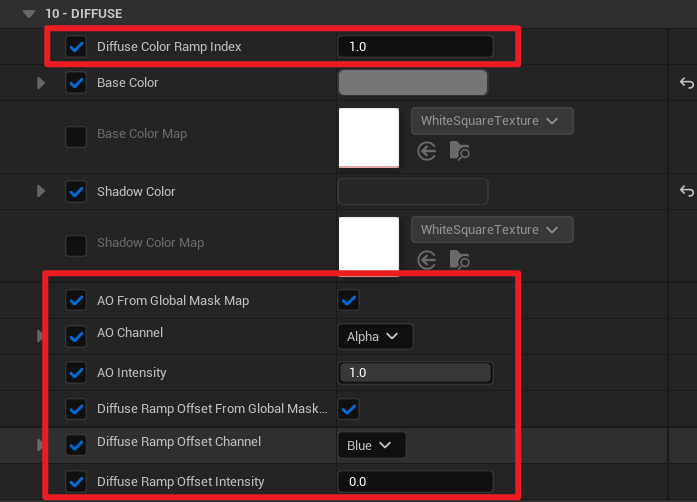 10 - DIFFUSE
Diffuse Color Ramp Index 1.0
Base Color
Base Color Map WhiteSquareTexture
Shadow Color
Shadow Color Map WhiteSquareTexture
AO From Global Mask Map
AO Channel Alpha
AO Intensity 1.0
Diffuse Ramp Offset From Global Mask...
Diffuse Ramp Offset Channel Blue
Diffuse Ramp Offset Intensity 0.0